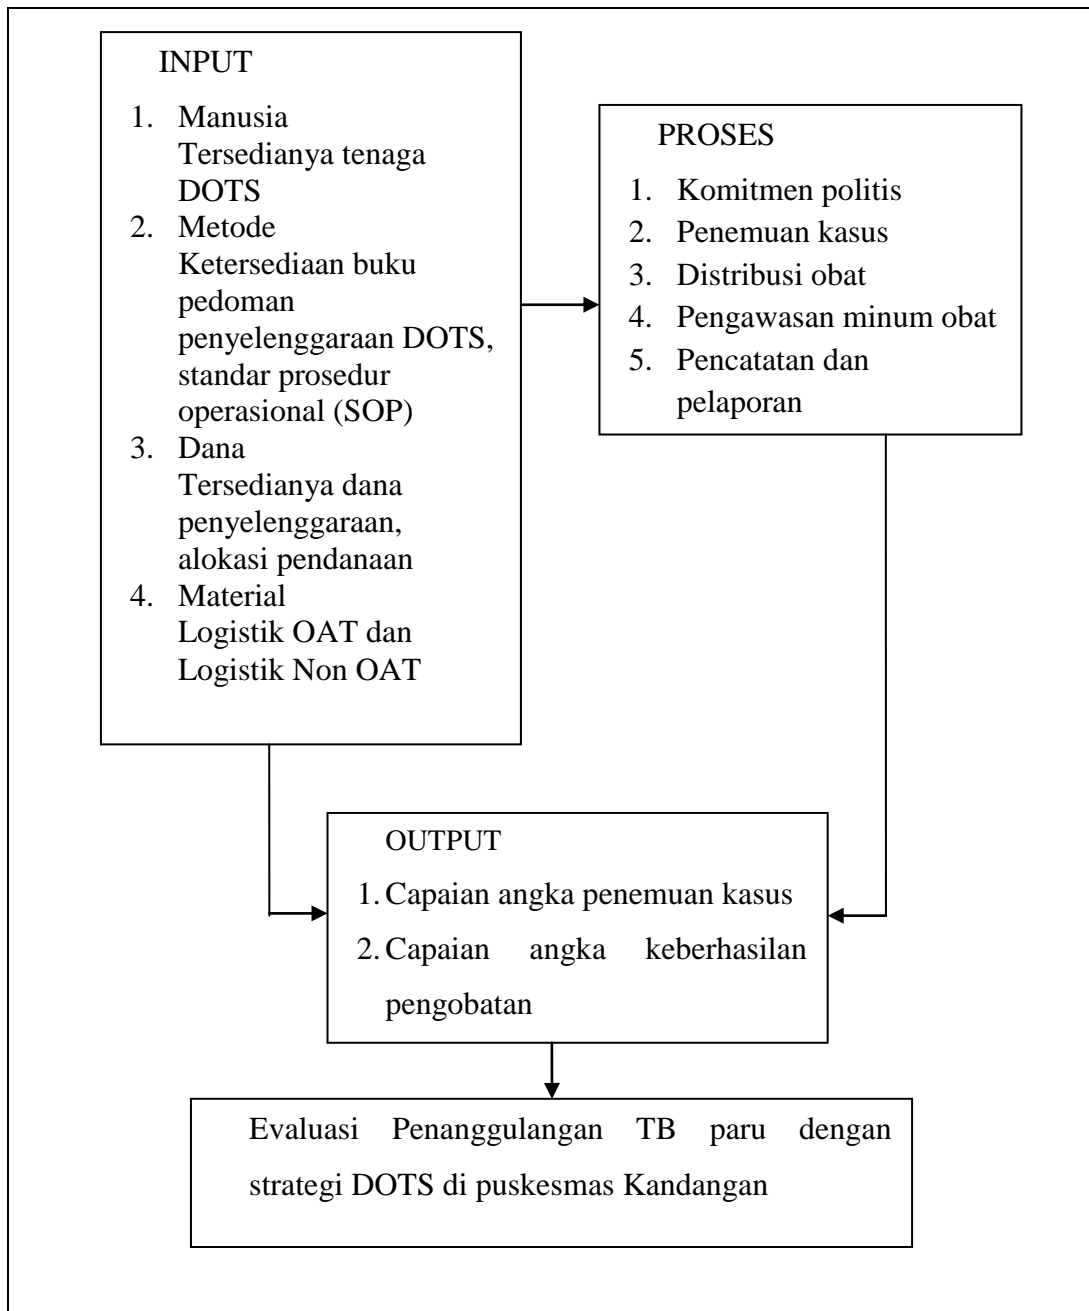 INPUT
1. Manusia
Tersedianya tenaga
DOTS
2. Metode
Ketersediaan buku
pedoman
penyelenggaraan DOTS,
standar prosedur
operasional (SOP)
3. Dana
Tersedianya dana
penyelenggaraan,
alokasi pendanaan
4. Material
Logistik OAT dan
Logistik Non OAT
PROSES
1. Komitmen politis
2. Penemuan kasus
3. Distribusi obat
4. Pengawasan minum obat
5. Pencatatan dan
pelaporan
OUTPUT
1. Capaian angka penemuan kasus
2. Capaian angka keberhasilan
pengobatan
Evaluasi Penanggulangan TB paru dengan
strategi DOTS di puskesmas Kandangan